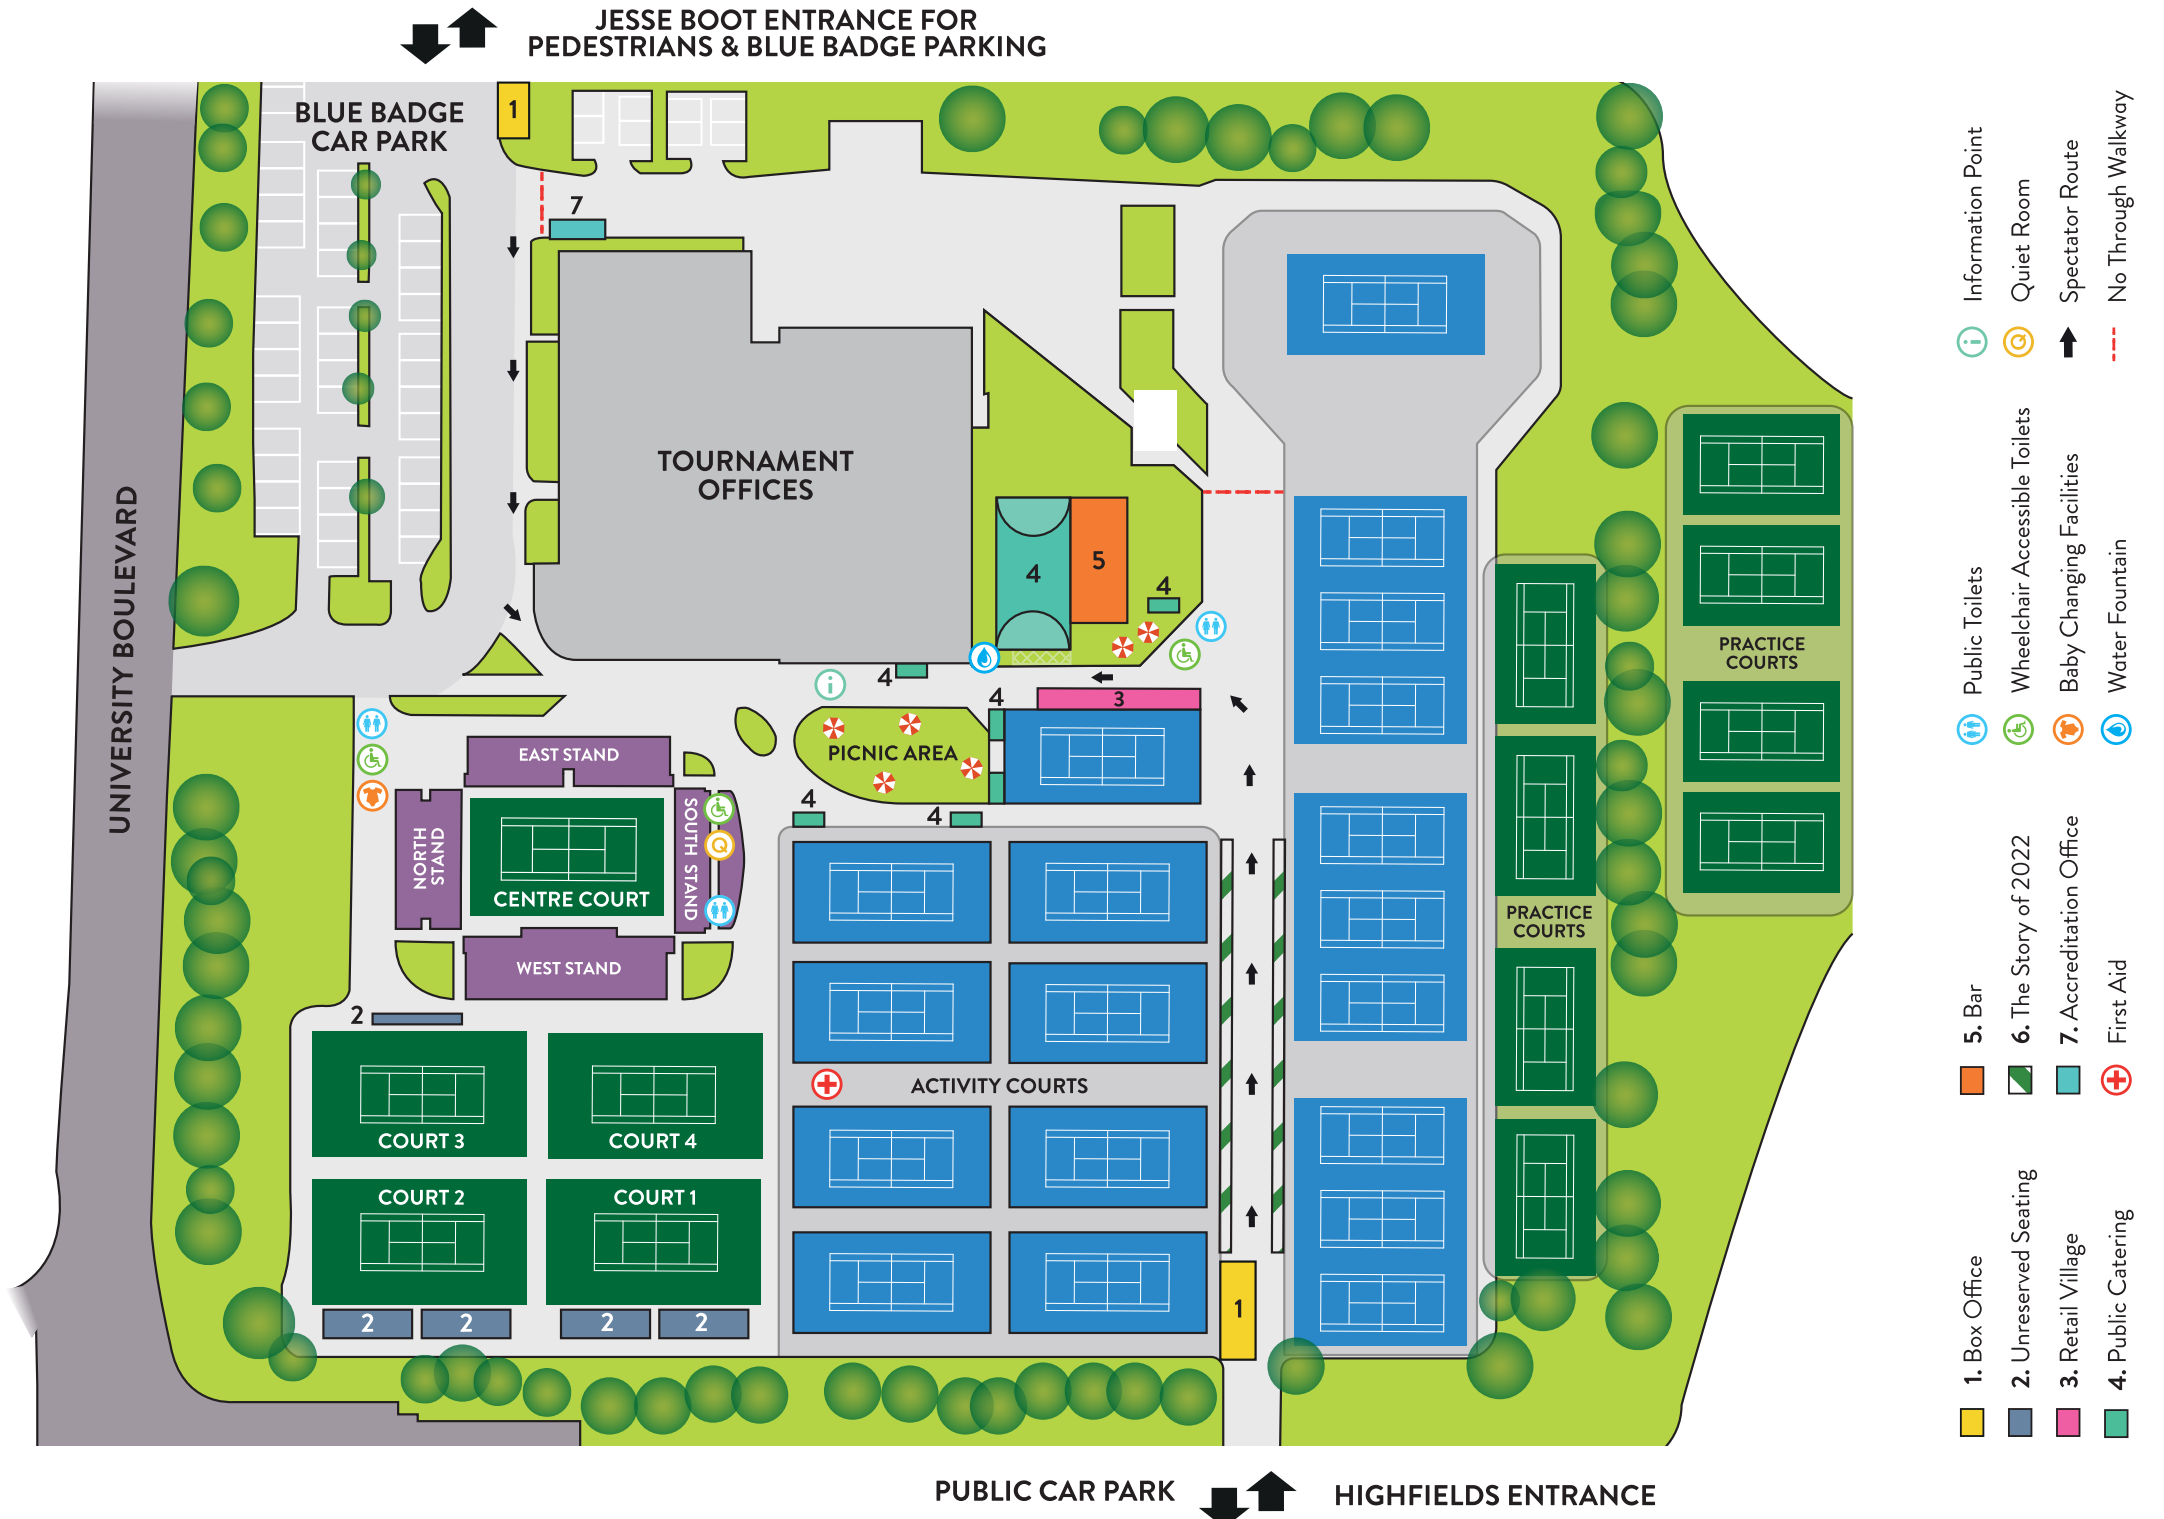 JESSE BOOT ENTRANCE FOR
PEDESTRIANS & BLUE BADGE PARKING
BLUE BADGE
CAR PARK
1
7
UNIVERSITY BOULEVARD
TOURNAMENT
OFFICES
4
5
4
4
4
3
PICNIC AREA
4
4
EAST STAND
NORTH
STAND
SOUTH STAND
Q
CENTRE COURT
WEST STAND
2
COURT 3
COURT 4
COURT 2
COURT 1
2
2
2
2
ACTIVITY COURTS
1
PRACTICE
COURTS
PRACTICE
COURTS
PUBLIC CAR PARK
HIGHFIELDS ENTRANCE
1. Box Office
2. Unreserved Seating
3. Retail Village
4. Public Catering
5. Bar
6. The Story of 2022
7. Accreditation Office
First Aid
Public Toilets
Wheelchair Accessible Toilets
Baby Changing Facilities
Water Fountain
i Information Point
Q Quiet Room
Spectator Route
No Through Walkway